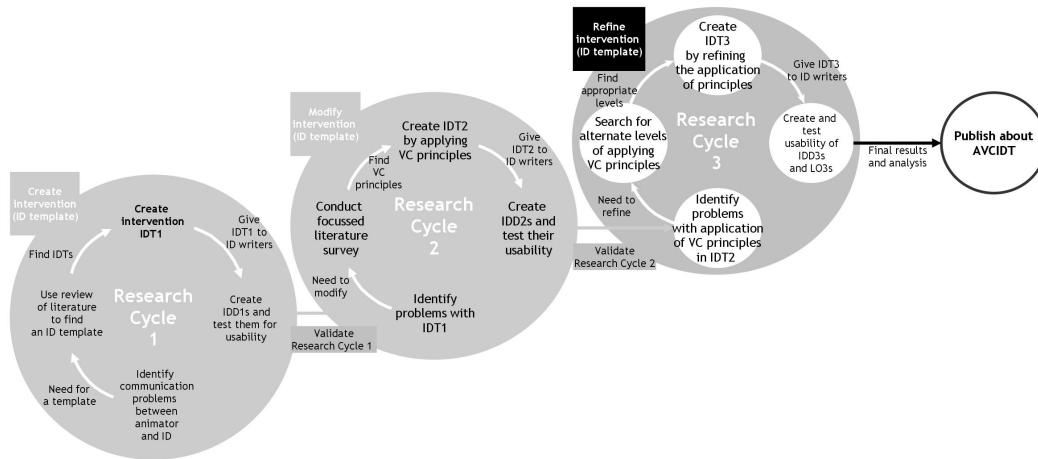 Create
intervention
(ID template)
Create
intervention
IDT1
Give
IDT1 to
ID writers
Find IDTs
Use review
of literature
to find
an ID template
Research
Cycle
1
Create
IDD1s and
test them for
usability
Need for
a template
Identify
communication
problems
between
animator
and ID
Validate
Research Cycle 1
Modify
intervention
(ID template)
Create IDT2
by applying
VC principles
Give
IDT2 to
ID writers
Find
VC
principles
Conduct
focussed
literature
survey
Research
Cycle
2
Create
IDD2s and
test their
usability
Need to
modify
Identify
problems with
IDT1
Validate
Research Cycle 2
Refine
intervention
(ID template)
Create
IDT3
by refining
the application
of principles
Give IDT3
to ID writers
Find
appropriate
levels
Search for
alternate levels
of applying
VC principles
Research
Cycle
3
Create and
test
usability of
IDD3s
and LO3s
Need to
refine
Identify
problems
with application
of VC principles
in IDT2
Final results
and analysis
Publish about
AVCIDT